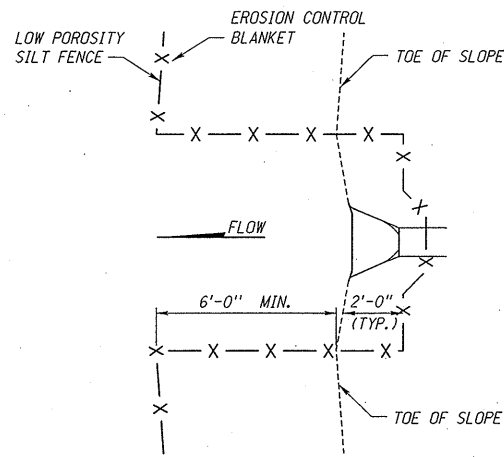 EROSION CONTROL
BLANKET
LOW POROSITY
SILT FENCE
TOE OF SLOPE
FLOW
6'-0" MIN.
2'-0"
(TYP.)
TOE OF SLOPE